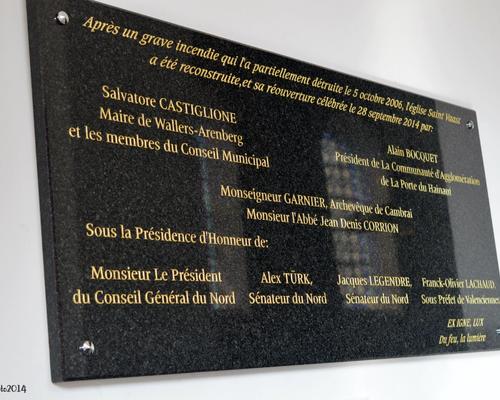 Après un grave incendie qui l'a partiellement détruite le 5 octobre 2006, l'église Saint Vaast
a été reconstruite,et sa réouverture célébrée le 28 septembre 2014 par:
Salvatore CASTIGLIONE
Maire de Wallers-Arenberg
et les membres du Conseil Municipal
Alain BOCQUET
Président de La Communauté d'Agglomération
de La Porte du Hainaut
Monseigneur GARNIER, Archevêque de Cambrai
Monsieur l'Abbé Jean Denis CORRION
Sous la Présidence d'Honneur de:
Monsieur Le Président
du Conseil Général du Nord
Alex TÜRK,
Sénateur du Nord
Jacques LEGENDRE,
Sénateur du Nord
Franck-Olivier LACHAUD,
Sous Préfet de Valenciennes
EX IGNE, LUX
Du feu, la lumière
2014